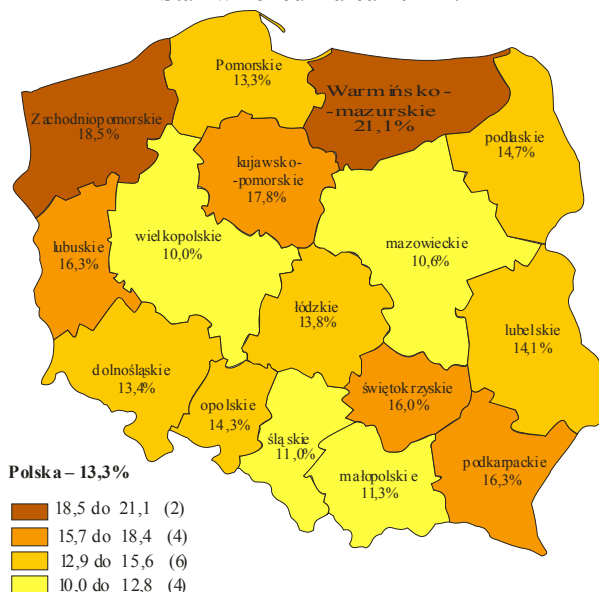 Pomorskie
13,3%
Warmińsko-
-mazurskie
21,1%
Zachodniopomorskie
18,5%
podlaskie
14,7%
kujawsko-
-pomorskie
17,8%
wielkopolskie
10,0%
mazowieckie
10,6%
lubuskie
16,3%
łódzkie
13,8%
lubelskie
14,1%
dolnośląskie
13,4%
opolskie
14,3%
świętokrzyskie
16,0%
śląskie
11,0%
małopolskie
11,3%
podkarpackie
16,3%
Polska – 13,3%
18,5 do 21,1 (2)
15,7 do 18,4 (4)
12,9 do 15,6 (6)
10,0 do 12,8 (4)